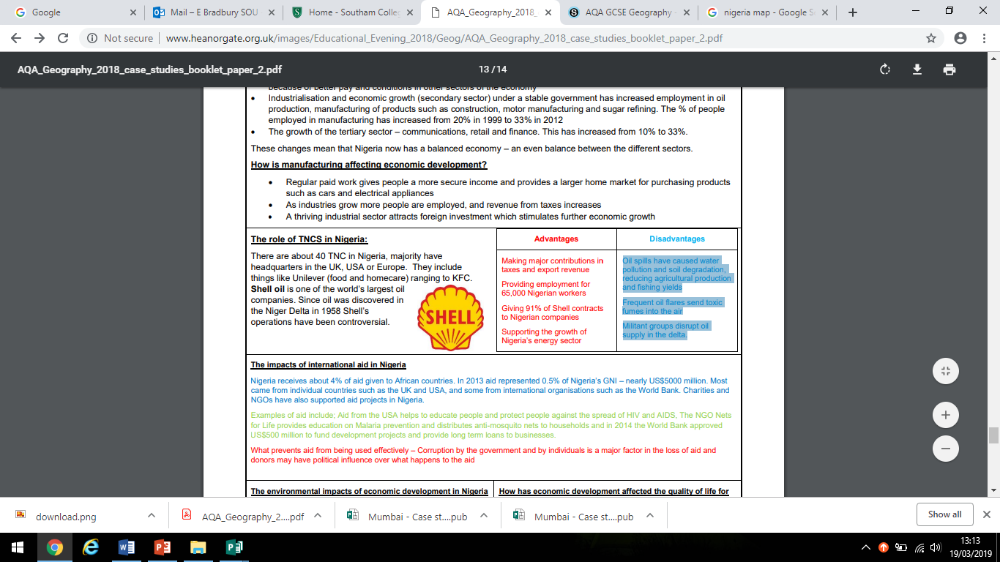 Google
Mail – E Bradbury SOU
Home - Southam Colle
AQA_Geography_2018_
AQA GCSE Geography
nigeria map - Google S
Not secure
www.heanorgate.org.uk/images/Educational_Evening_2018/Geog/AQA_Geography_2018_case_studies_booklet_paper_2.pdf
AQA_Geography_2018_case_studies_booklet_paper_2.pdf
13 / 14
because of better pay and conditions in other sectors of the economy
• Industrialisation and economic growth (secondary sector) under a stable government has increased employment in oil
production, manufacturing of products such as construction, motor manufacturing and sugar refining. The % of people
employed in manufacturing has increased from 20% in 1999 to 33% in 2012
• The growth of the tertiary sector – communications, retail and finance. This has increased from 10% to 33%.
These changes mean that Nigeria now has a balanced economy – an even balance between the different sectors.
How is manufacturing affecting economic development?
• Regular paid work gives people a more secure income and provides a larger home market for purchasing products
such as cars and electrical appliances
• As industries grow more people are employed, and revenue from taxes increases
• A thriving industrial sector attracts foreign investment which stimulates further economic growth
The role of TNCS in Nigeria:
There are about 40 TNC in Nigeria, majority have
headquarters in the UK, USA or Europe. They include
things like Unilever (food and homecare) ranging to KFC.
Shell oil is one of the world's largest oil
companies. Since oil was discovered in
the Niger Delta in 1958 Shell's
operations have been controversial.
SHELL
Advantages
Making major contributions in
taxes and export revenue
Providing employment for
65,000 Nigerian workers
Giving 91% of Shell contracts
to Nigerian companies
Supporting the growth of
Nigeria's energy sector
Disadvantages
Oil spills have caused water
pollution and soil degradation,
reducing agricultural production
and fishing yields
Frequent oil flares send toxic
fumes into the air
Militant groups disrupt oil
supply in the delta.
The impacts of international aid in Nigeria
Nigeria receives about 4% of aid given to African countries. In 2013 aid represented 0.5% of Nigeria's GNI – nearly US$5000 million. Most
came from individual countries such as the UK and USA, and some from international organisations such as the World Bank. Charities and
NGOs have also supported aid projects in Nigeria.
Examples of aid include; Aid from the USA helps to educate people and protect people against the spread of HIV and AIDS, The NGO Nets
for Life provides education on Malaria prevention and distributes anti-mosquito nets to households and in 2014 the World Bank approved
US$500 million to fund development projects and provide long term loans to businesses.
What prevents aid from being used effectively – Corruption by the government and by individuals is a major factor in the loss of aid and
donors may have political influence over what happens to the aid
The environmental impacts of economic development in Nigeria
How has economic development affected the quality of life for
download.png
AQA_Geography_2....pdf
Mumbai - Case st....pub
Mumbai - Case st....pub
Show all
13:13
19/03/2019